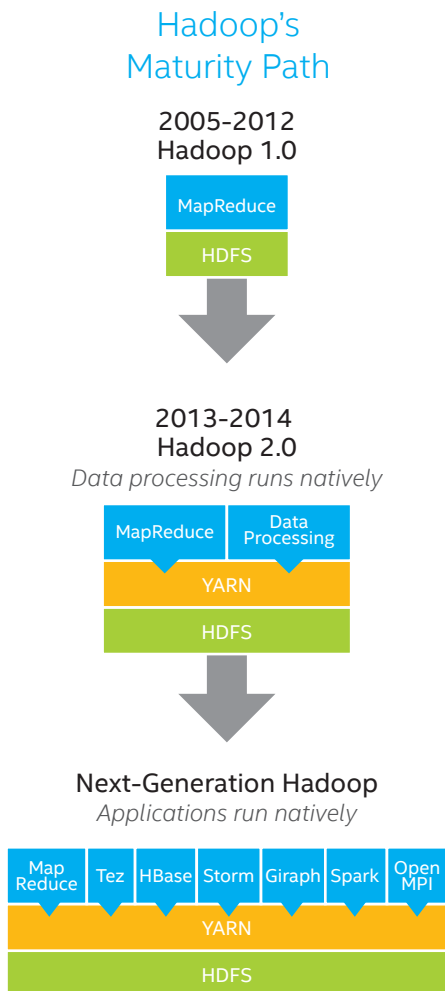 Hadoop's
Maturity Path
2005-2012
Hadoop 1.0
MapReduce
HDFS
2013-2014
Hadoop 2.0
Data processing runs natively
MapReduce
Data
Processing
YARN
HDFS
Next-Generation Hadoop
Applications run natively
Map
Reduce
Tez
HBase
Storm
Giraph
Spark
Open
MPI
YARN
HDFS